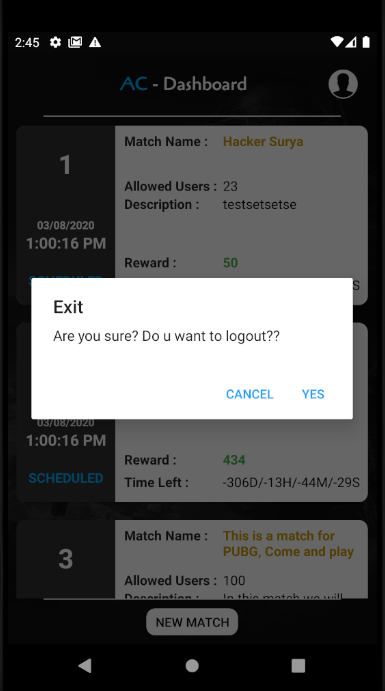 2:45
AC - Dashboard
1
03/08/2020
1:00:16 PM
Match Name : Hacker Surya
Allowed Users : 23
Description : testsetsetse
Reward : 50
SCHEDULED
S
Exit
Are you sure? Do u want to logout??
CANCEL YES
03/08/2020
1:00:16 PM
SCHEDULED
Reward : 434
Time Left : -306D/-13H/-44M/-29S
3
Match Name : This is a match for
PUBG, Come and play
Allowed Users : 100
Description : In this match we will
NEW MATCH